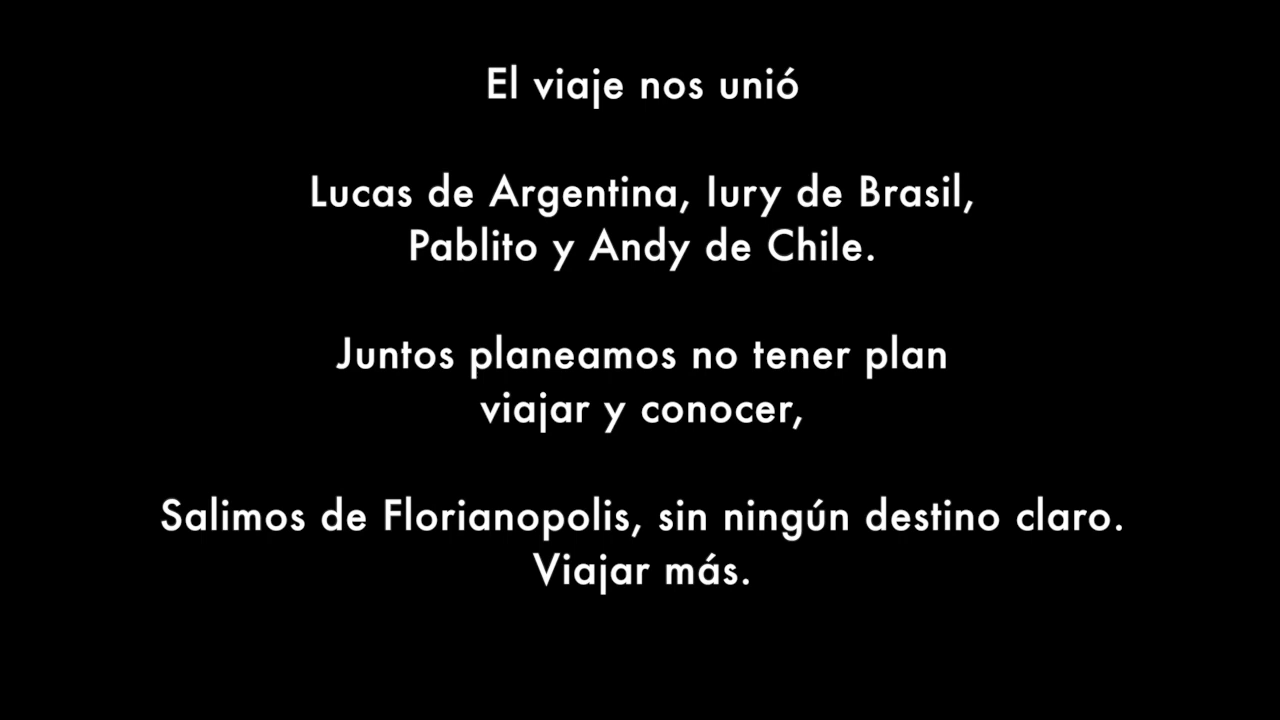 El viaje nos unió
Lucas de Argentina, Iury de Brasil,
Pablito y Andy de Chile.
Juntos planeamos no tener plan
viajar y conocer,
Salimos de Florianopolis, sin ningún destino claro.
Viajar más.